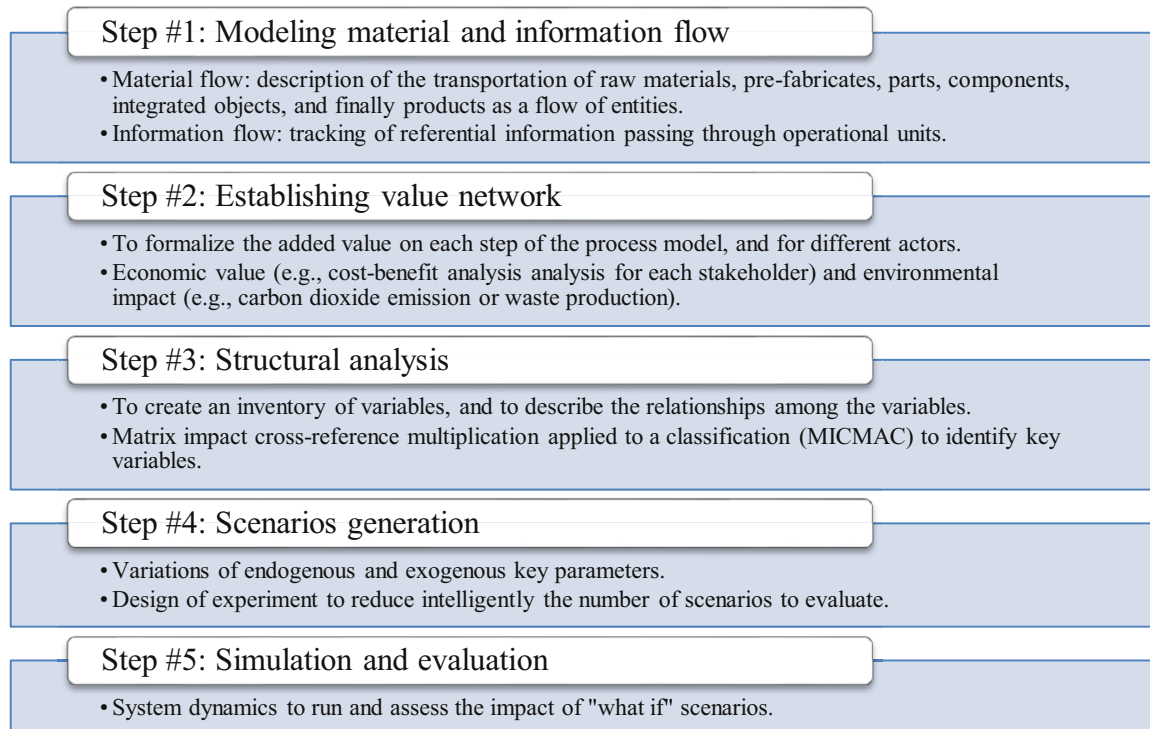 Step #1: Modeling material and information flow
• Material flow: description of the transportation of raw materials, pre-fabricates, parts, components,
integrated objects, and finally products as a flow of entities.
• Information flow: tracking of referential information passing through operational units.
Step #2: Establishing value network
• To formalize the added value on each step of the process model, and for different actors.
• Economic value (e.g., cost-benefit analysis analysis for each stakeholder) and environmental
impact (e.g., carbon dioxide emission or waste production).
Step #3: Structural analysis
• To create an inventory of variables, and to describe the relationships among the variables.
• Matrix impact cross-reference multiplication applied to a classification (MICMAC) to identify key
variables.
Step #4: Scenarios generation
• Variations of endogenous and exogenous key parameters.
• Design of experiment to reduce intelligently the number of scenarios to evaluate.
Step #5: Simulation and evaluation
• System dynamics to run and assess the impact of "what if" scenarios.